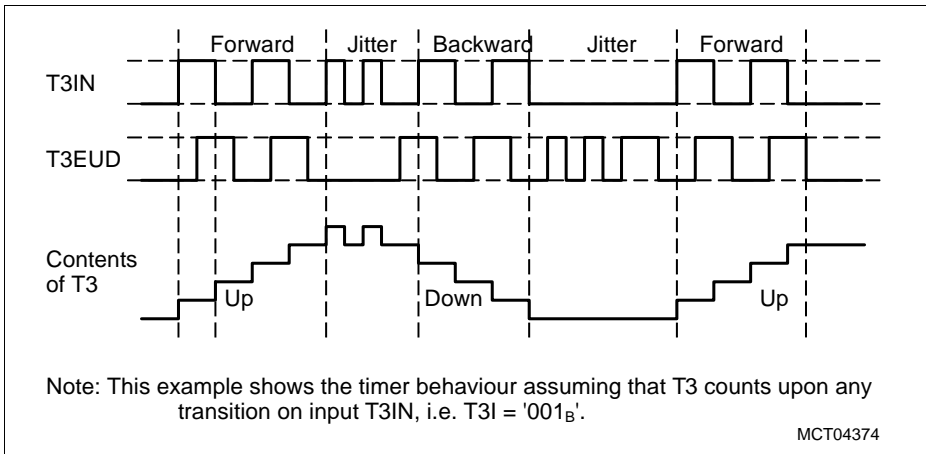 Forward Jitter Backward Jitter Forward
T3IN
T3EUD
Contents
of T3
Up Down Up
Note: This example shows the timer behaviour assuming that T3 counts upon any
transition on input T3IN, i.e. T3I = '001B'.
MCT04374